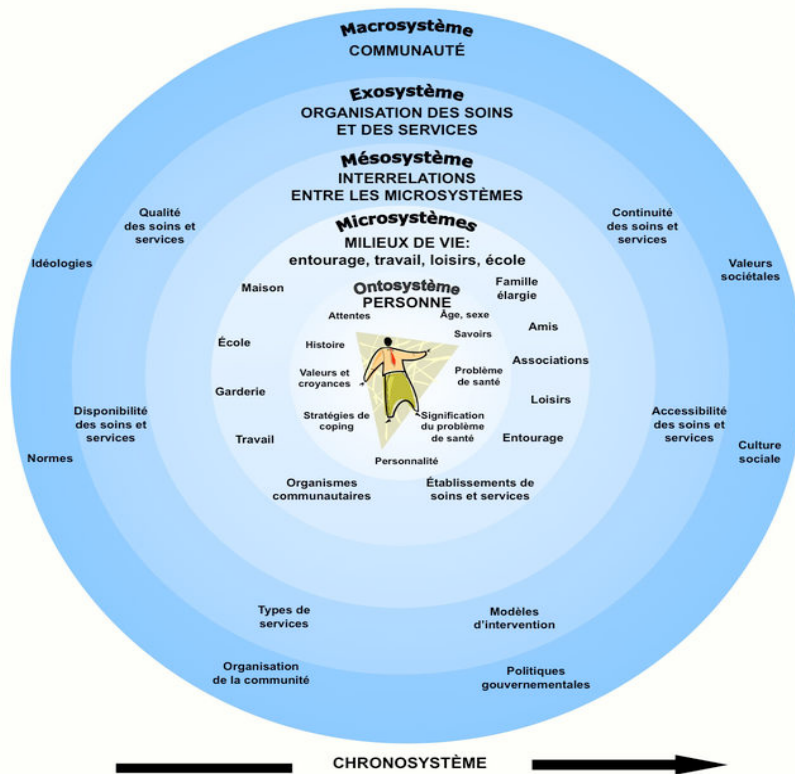 Macrosystème
COMMUNAUTÉ
Exosystème
ORGANISATION DES SOINS
ET DES SERVICES
Mésosystème
INTERRELATIONS
ENTRE LES MICROSYSTÈMES
Qualité
des soins et
services
Continuité
des soins et
services
Microsystèmes
MILIEUX DE VIE:
entourage, travail, loisirs, école
Idéologies
Valeurs
sociétales
Maison
Famille
élargie
Ontosystème
PERSONNE
Attentes
Âge, sexe
Savoirs
Amis
École
Histoire
Associations
Valeurs et
croyances
Problème
de santé
Garderie
Loisirs
Disponibilité
des soins et
services
Stratégies de
coping
Signification
du problème
de santé
Accessibilité
des soins et
services
Travail
Entourage
Normes
Culture
sociale
Personnalité
Organismes
communautaires
Établissements de
soins et services
Types de
services
Modèles
d'intervention
Organisation
de la communité
Politiques
gouvernementales
CHRONOSYSTÈME